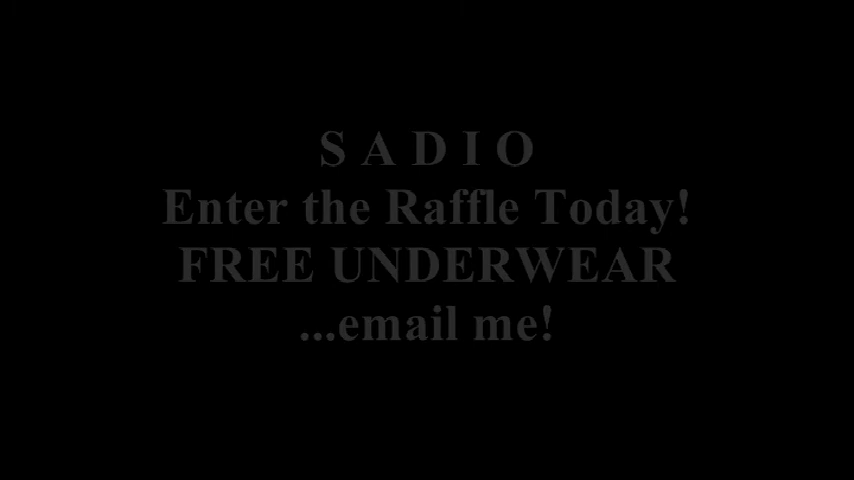 S A D I O
Enter the Raffle Today!
FREE UNDERWEAR
...email me!